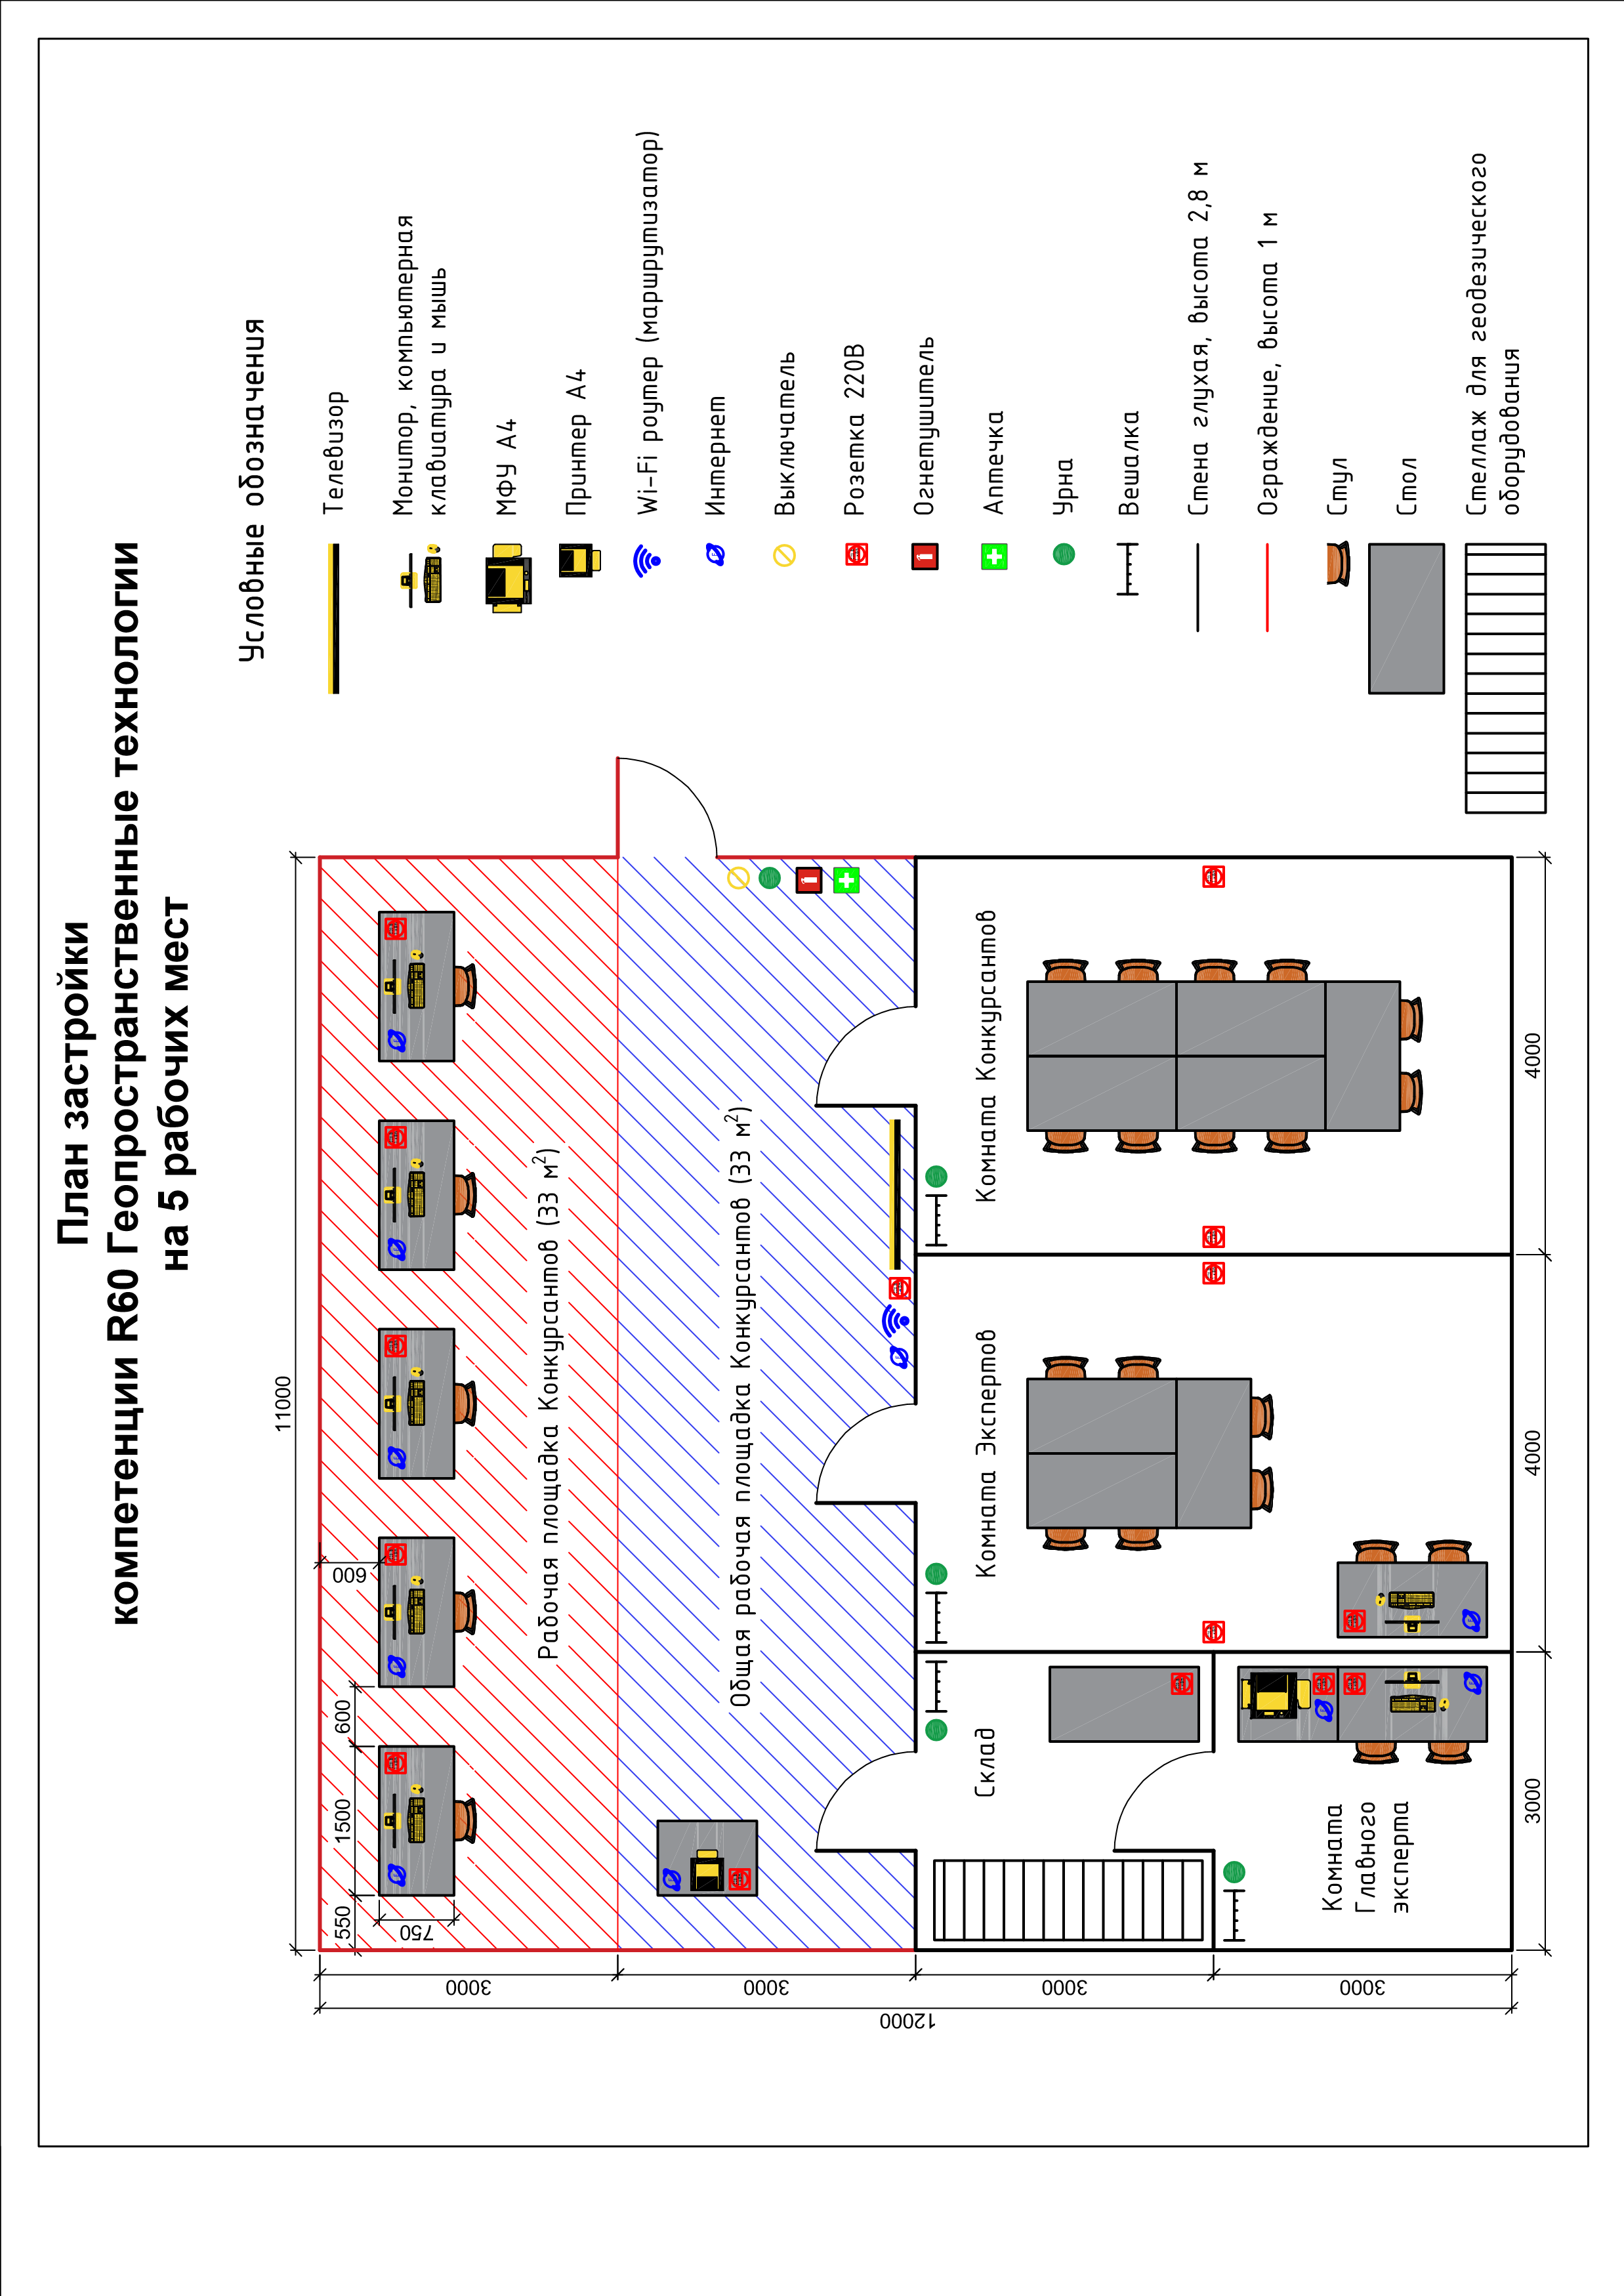 План застройки
компетенции R60 Геопространственные технологии
на 5 рабочих мест
11000
550
1500
600
600
750
3000
3000
3000
3000
12000
Рабочая площадка Конкурсантов (33 м²)
Общая рабочая площадка Конкурсантов (33 м²)
Склад
Комната Экспертов
Комната Конкурсантов
Комната
Главного
эксперта
3000
4000
4000
Условные обозначения
Телевизор
Монитор, компьютерная
клавиатура и мышь
МФУ А4
Принтер А4
Wi-Fi роутер (маршрутизатор)
Интернет
Выключатель
Розетка 220В
Огнетушитель
Аптечка
Урна
Вешалка
Стена глухая, высота 2,8 м
Ограждение, высота 1 м
Стул
Стол
Стеллаж для геодезического
оборудования